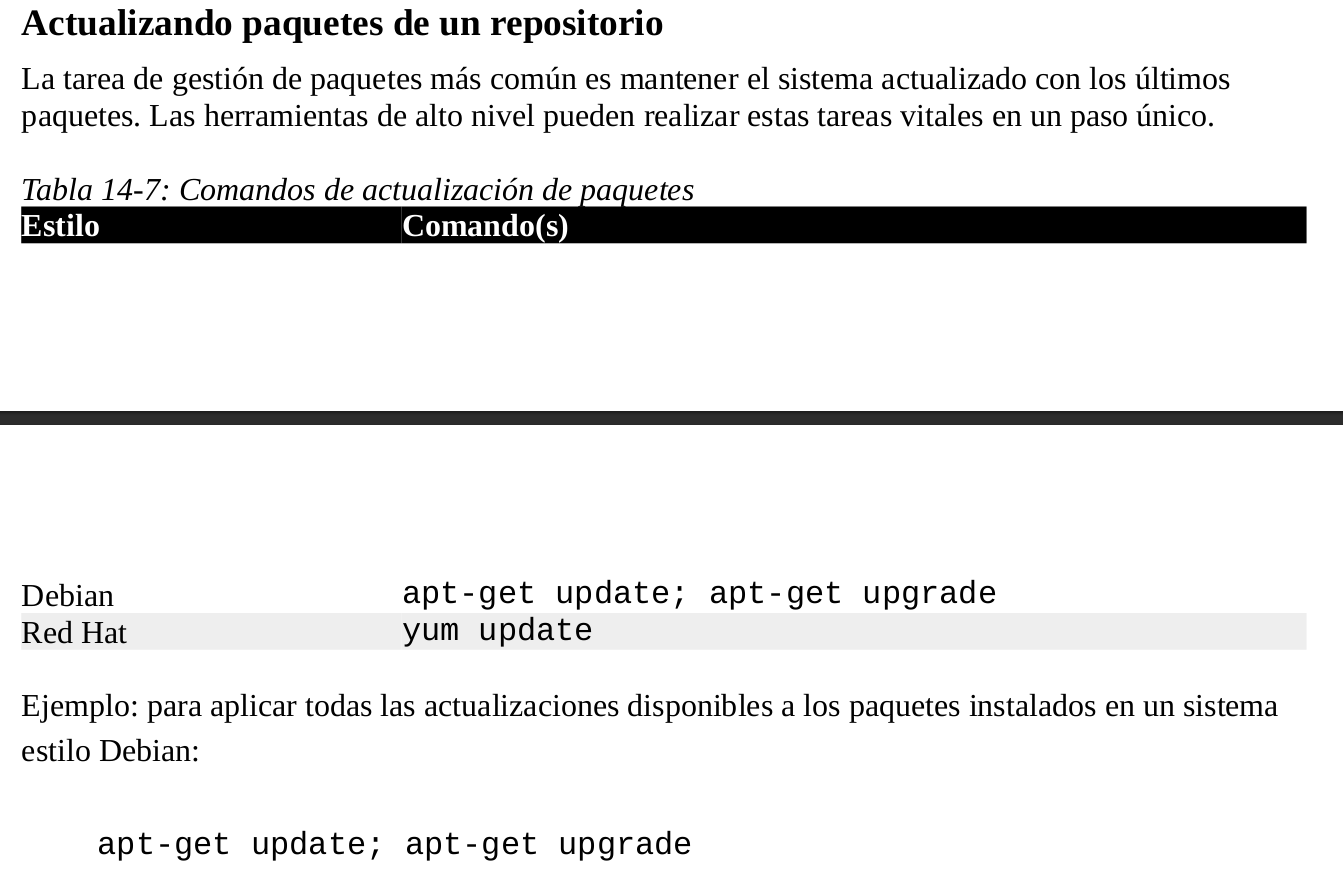 Actualizando paquetes de un repositorio
La tarea de gestión de paquetes más común es mantener el sistema actualizado con los últimos
paquetes. Las herramientas de alto nivel pueden realizar estas tareas vitales en un paso único.
Tabla 14-7: Comandos de actualización de paquetes
Estilo Comando(s)
Debian apt-get update; apt-get upgrade
Red Hat yum update
Ejemplo: para aplicar todas las actualizaciones disponibles a los paquetes instalados en un sistema
estilo Debian:
apt-get update; apt-get upgrade